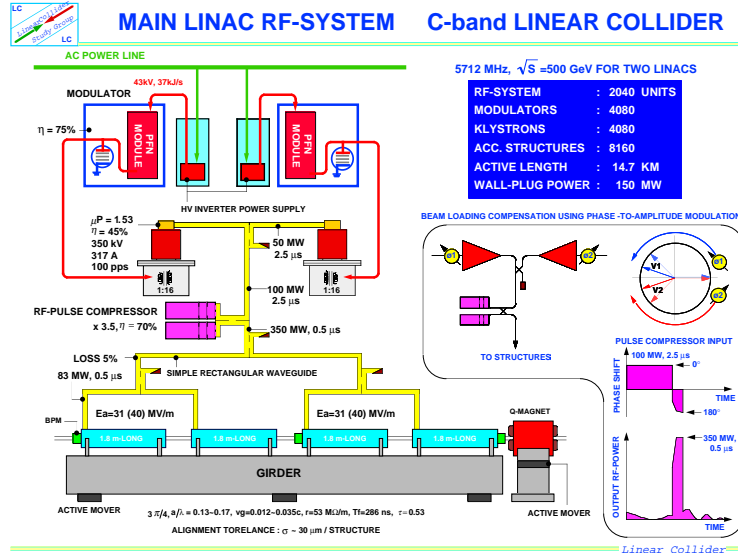 LC
LinearCollider
Study Group
LC
MAIN LINAC RF-SYSTEM C-band LINEAR COLLIDER
AC POWER LINE
5712 MHz, √S =500 GeV FOR TWO LINACS
RF-SYSTEM : 2040 UNITS
MODULATORS : 4080
KLYSTRONS : 4080
ACC. STRUCTURES : 8160
ACTIVE LENGTH : 14.7 KM
WALL-PLUG POWER : 150 MW
43kV, 37kJ/s
MODULATOR
η = 75%
PFN MODULE
PFN MODULE
HV INVERTER POWER SUPPLY
μP = 1.53
η = 45%
350 kV
317 A
100 pps
50 MW
2.5 μs
1:16
1:16
100 MW
2.5 μs
RF-PULSE COMPRESSOR
x 3.5, η = 70%
350 MW, 0.5 μs
LOSS 5%
SIMPLE RECTANGULAR WAVEGUIDE
83 MW, 0.5 μs
Ea=31 (40) MV/m
Ea=31 (40) MV/m
BPM
1.8 m-LONG
1.8 m-LONG
1.8 m-LONG
1.8 m-LONG
Q-MAGNET
GIRDER
ACTIVE MOVER
ACTIVE MOVER
3 π/4, a/λ = 0.13~0.17, vg=0.012~0.035c, r=53 MΩ/m, Tf=286 ns, τ=0.53
ALIGNMENT TORELANCE : σ ~ 30 μm / STRUCTURE
BEAM LOADING COMPENSATION USING PHASE -TO-AMPLITUDE MODULATION
ø1
ø2
TO STRUCTURES
V1
V2
ø1
ø2
PULSE COMPRESSOR INPUT
100 MW, 2.5 μs
0°
PHASE SHIFT
TIME
180°
350 MW,
0.5 μs
OUTPUT RF-POWER
TIME
Linear Collider